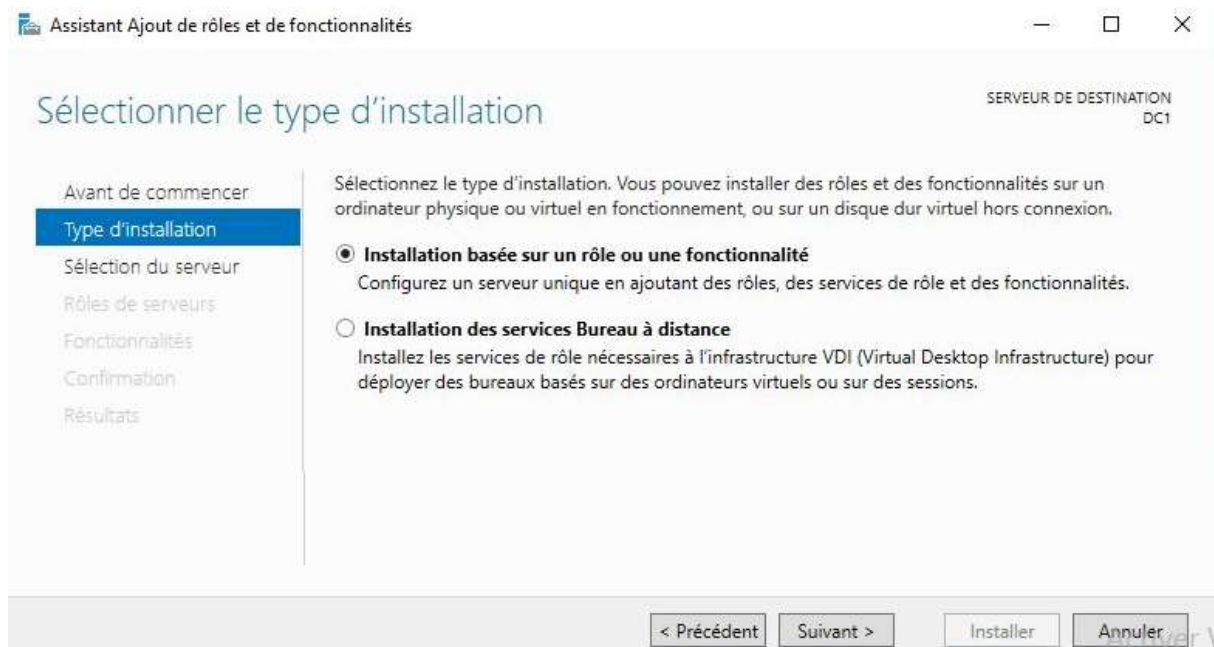 Assistant Ajout de rôles et de fonctionnalités
Sélectionner le type d'installation
SERVEUR DE DESTINATION
DC1
Avant de commencer
Type d'installation
Sélection du serveur
Rôles de serveurs
Fonctionnalités
Confirmation
Résultats
Sélectionnez le type d'installation. Vous pouvez installer des rôles et des fonctionnalités sur un
ordinateur physique ou virtuel en fonctionnement, ou sur un disque dur virtuel hors connexion.
Installation basée sur un rôle ou une fonctionnalité
Configurez un serveur unique en ajoutant des rôles, des services de rôle et des fonctionnalités.
Installation des services Bureau à distance
Installez les services de rôle nécessaires à l'infrastructure VDI (Virtual Desktop Infrastructure) pour
déployer des bureaux basés sur des ordinateurs virtuels ou sur des sessions.
< Précédent
Suivant >
Installer
Annuler